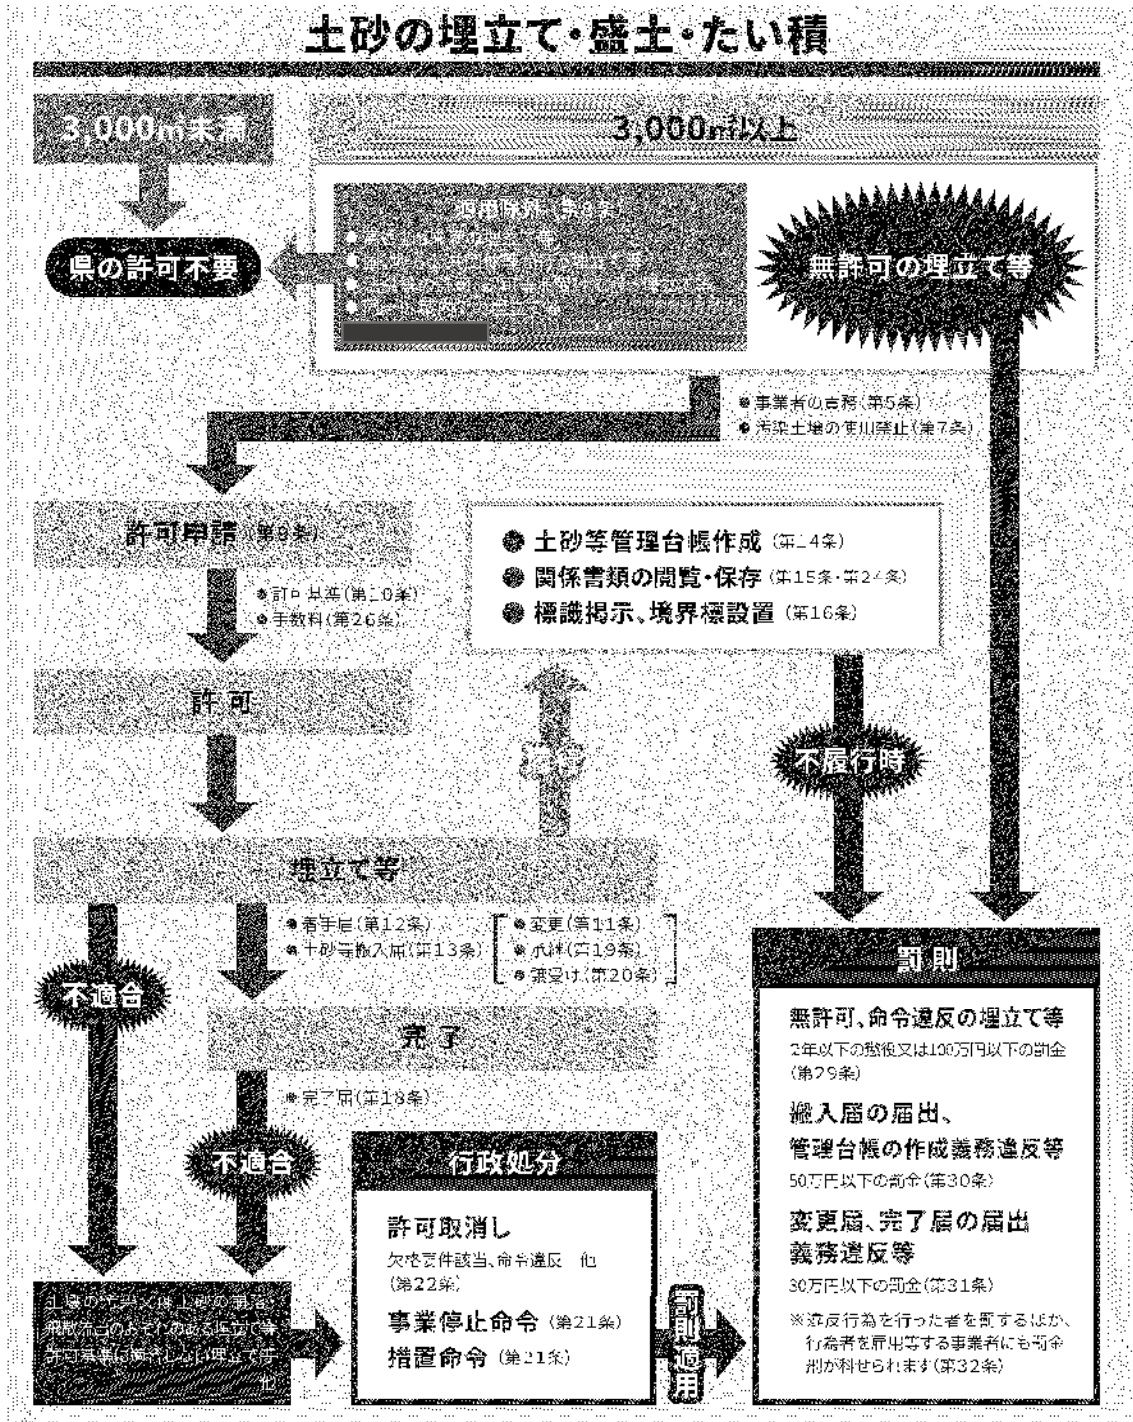 土砂の埋立て・盛土・たい積
3,000㎡未満
3,000㎡以上
適用除外（第8条）
県の許可不要
無許可の埋立て等
●事業者の責務（第5条）
●汚染土壌の使用禁止（第7条）
許可申請（第9条）
●許可基準（第10条）
●手数料（第26条）
●土砂等管理台帳作成（第14条）
●関係書類の閲覧・保存（第15条・第24条）
●標識掲示、境界標設置（第16条）
許可
不履行時
埋立て等
●着手届（第12条）
●土砂等搬入届（第13条）
●変更（第11条）
●承継（第19条）
●譲受け（第20条）
不適合
完了
●完了届（第18条）
不適合
行政処分
許可取消し
欠格要件該当、命令違反 他
（第22条）
事業停止命令（第21条）
措置命令（第21条）
罰則適用
罰則
無許可、命令違反の埋立て等
2年以下の懲役又は100万円以下の罰金
（第29条）
搬入届の届出、
管理台帳の作成義務違反等
50万円以下の罰金（第30条）
変更届、完了届の届出
義務違反等
30万円以下の罰金（第31条）
※違反行為を行った者を罰するほか、
行為者を雇用等する事業者にも罰金
刑が科せられます（第32条）